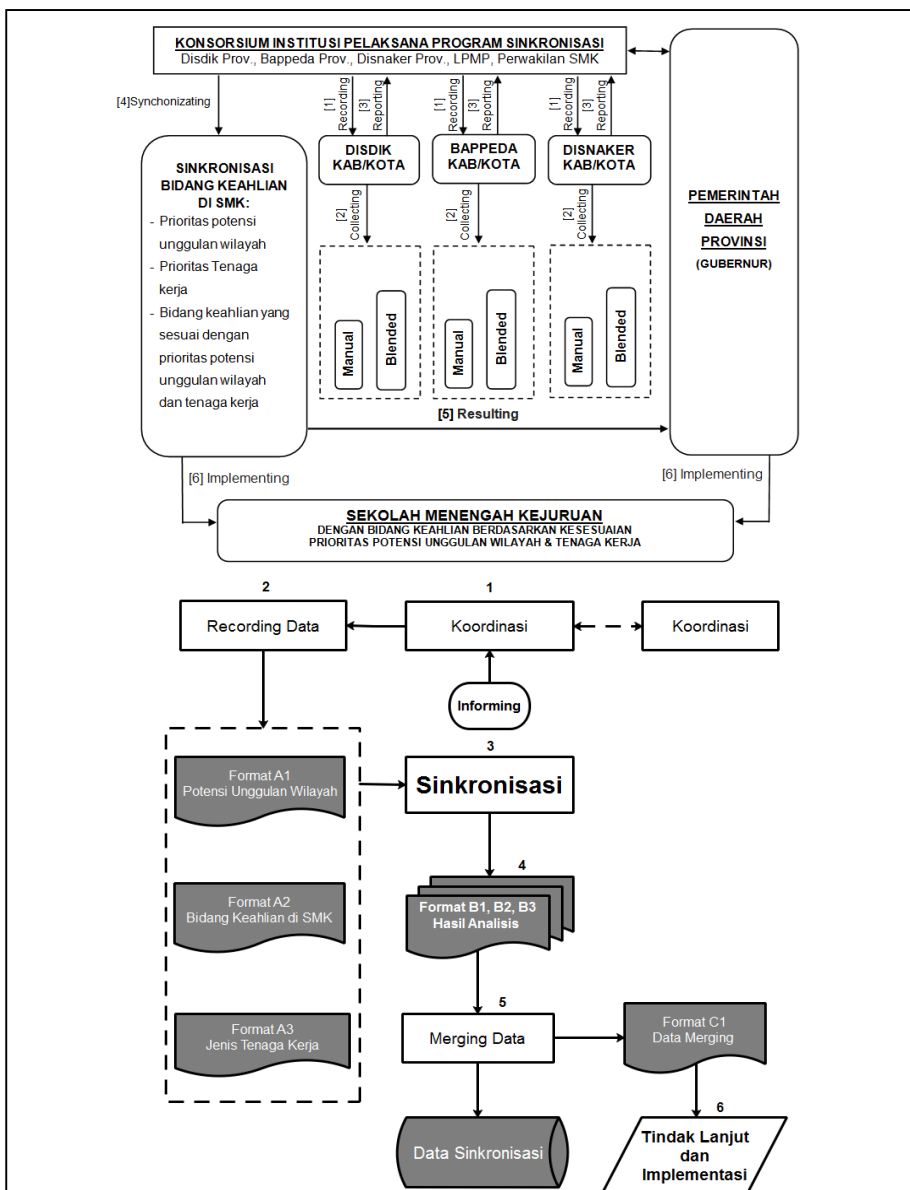 KONSORSIUM INSTITUSI PELAKSANA PROGRAM SINKRONISASI
Disdik Prov., Bappeda Prov., Disnaker Prov., LPMP, Perwakilan SMK
[4]Synchonizating
[1]
Recording
[3]
Reporting
[1]
Recording
[3]
Reporting
[1]
Recording
[3]
Reporting
SINKRONISASI
BIDANG KEAHLIAN
DI SMK:
- Prioritas potensi
unggulan wilayah
- Prioritas Tenaga
kerja
- Bidang keahlian yang
sesuai dengan
prioritas potensi
unggulan wilayah
dan tenaga kerja
DISDIK
KAB/KOTA
BAPPEDA
KAB/KOTA
DISNAKER
KAB/KOTA
[2]
Collecting
[2]
Collecting
[2]
Collecting
Manual
Blended
Manual
Blended
Manual
Blended
PEMERINTAH
DAERAH
PROVINSI
(GUBERNUR)
[5] Resulting
[6] Implementing
[6] Implementing
SEKOLAH MENENGAH KEJURUAN
DENGAN BIDANG KEAHLIAN BERDASARKAN KESESUAIAN
PRIORITAS POTENSI UNGGULAN WILAYAH & TENAGA KERJA
2
1
Recording Data
Koordinasi
Koordinasi
Informing
3
Format A1
Potensi Unggulan Wilayah
Sinkronisasi
4
Format A2
Bidang Keahlian di SMK
Format B1, B2, B3
Hasil Analisis
5
Format A3
Jenis Tenaga Kerja
Merging Data
Format C1
Data Merging
6
Data Sinkronisasi
Tindak Lanjut
dan
Implementasi